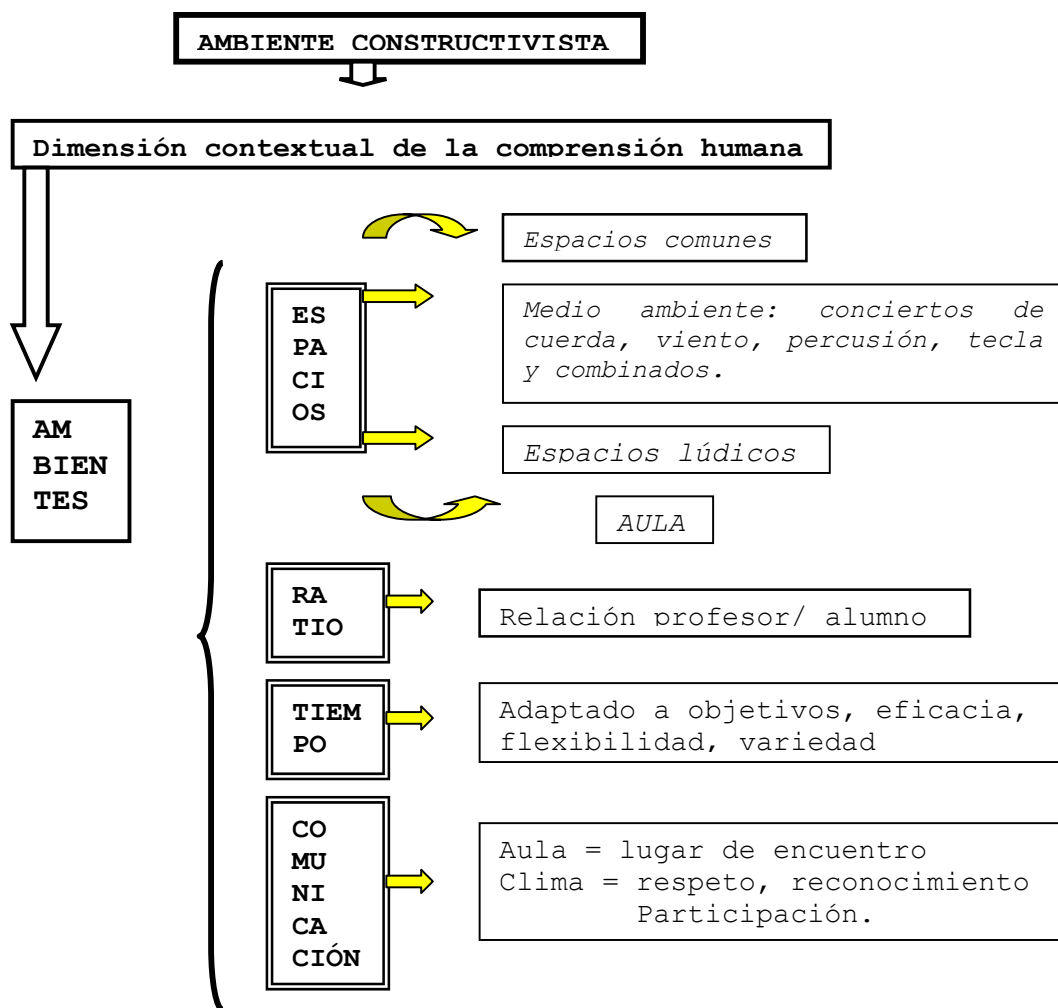 AMBIENTE CONSTRUCTIVISTA
Dimensión contextual de la comprensión humana
AM
BIEN
TES
ES
PA
CI
OS
Espacios comunes
Medio ambiente: conciertos de
cuerda, viento, percusión, tecla
y combinados.
Espacios lúdicos
AULA
RA
TIO
Relación profesor/ alumno
TIEM
PO
Adaptado a objetivos, eficacia,
flexibilidad, variedad
CO
MU
NI
CA
CIÓN
Aula = lugar de encuentro
Clima = respeto, reconocimiento
Participación.